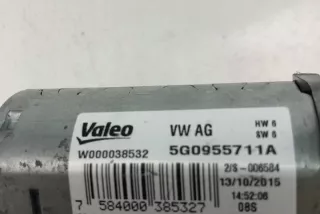 Valeo VW AG HW 6
SW 6
W000038532 5G0955711A
2/S-006584
13/10/2015
14:52:06
7 584000 385327 08S